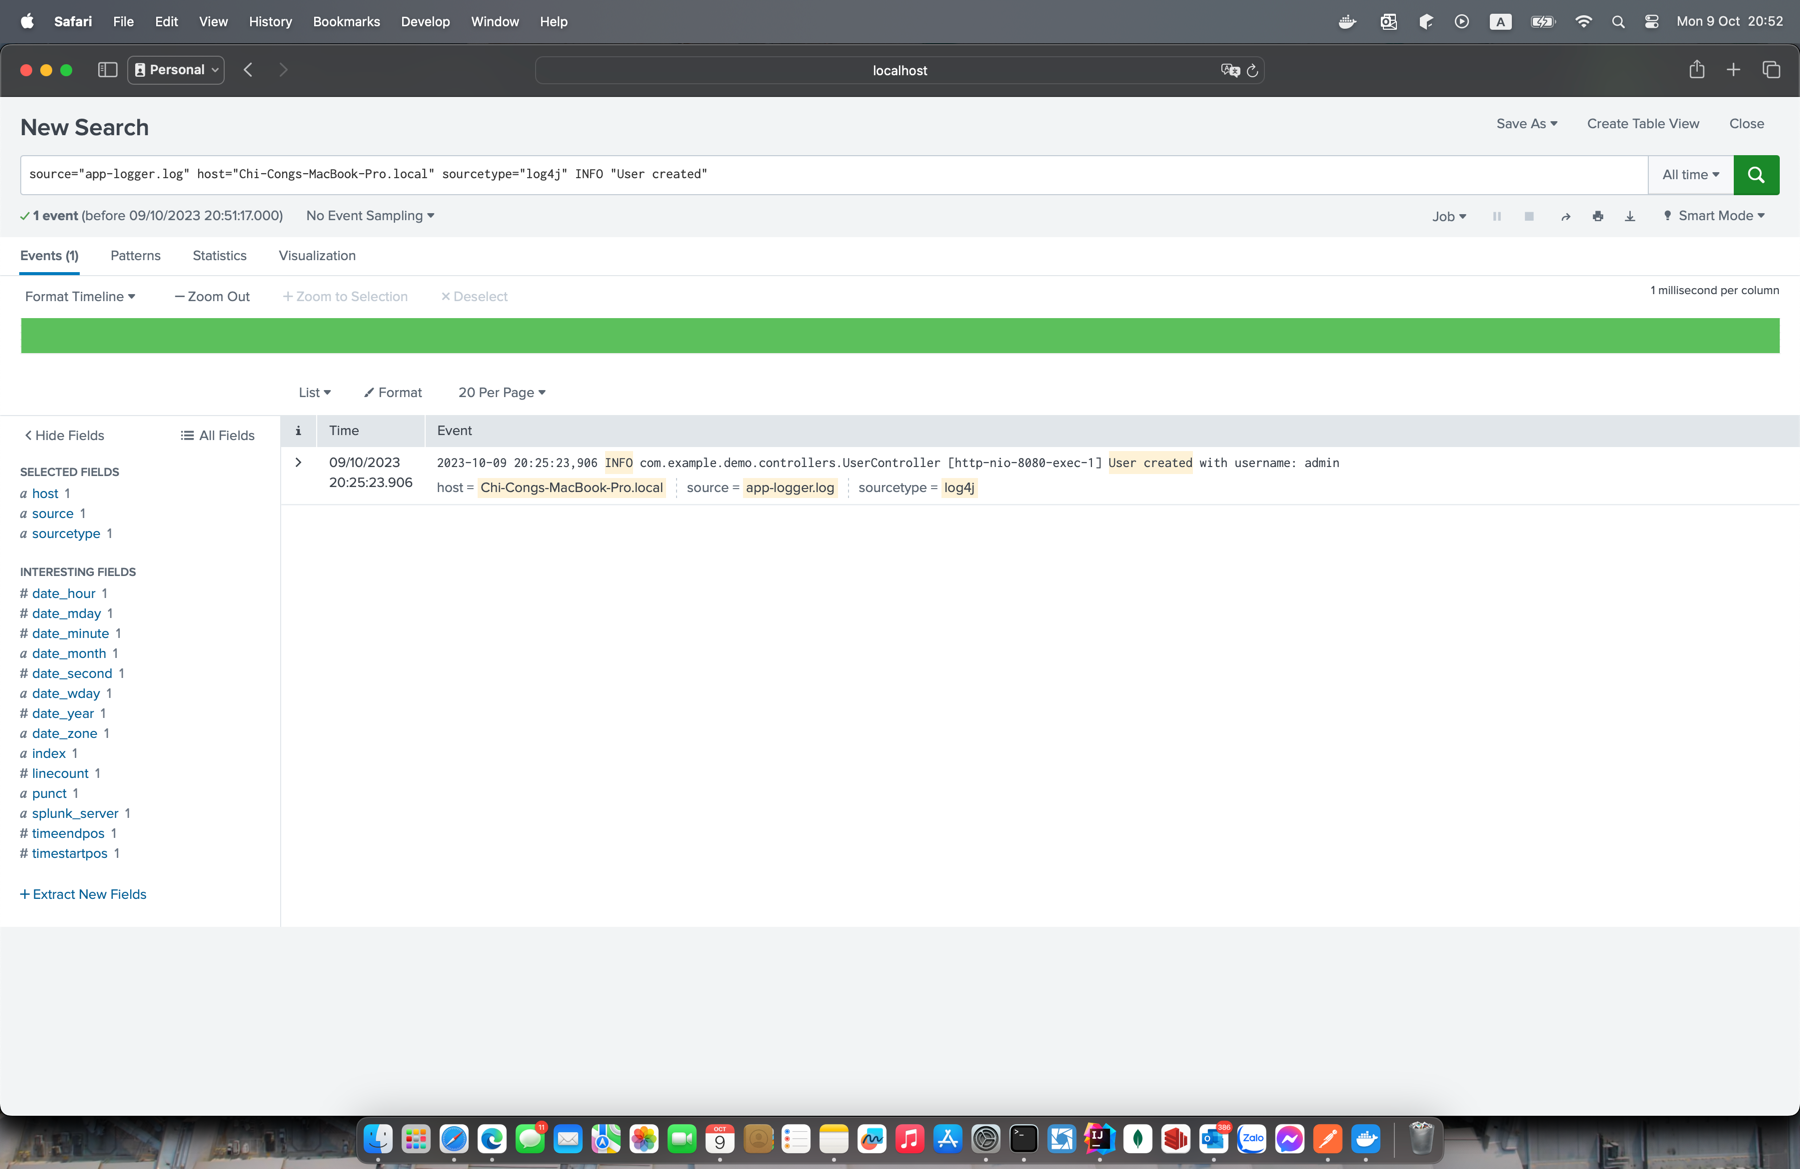 Safari File Edit View History Bookmarks Develop Window Help A Mon 9 Oct 20:52
Personal localhost
New Search
Save As Create Table View Close
source="app-logger.log" host="Chi-Congs-MacBook-Pro.local" sourcetype="log4j" INFO "User created" All time
1 event (before 09/10/2023 20:51:17.000) No Event Sampling Job Smart Mode
Events (1) Patterns Statistics Visualization
Format Timeline — Zoom Out + Zoom to Selection × Deselect 1 millisecond per column
List Format 20 Per Page
Hide Fields All Fields
i Time Event
09/10/2023
20:25:23.906
2023-10-09 20:25:23,906 INFO com.example.demo.controllers.UserController [http-nio-8080-exec-1] User created with username: admin
host = Chi-Congs-MacBook-Pro.local source = app-logger.log sourcetype = log4j
SELECTED FIELDS
a host 1
a source 1
a sourcetype 1
INTERESTING FIELDS
# date_hour 1
# date_mday 1
# date_minute 1
a date_month 1
# date_second 1
a date_wday 1
# date_year 1
a date_zone 1
a index 1
# linecount 1
a punct 1
a splunk_server 1
# timeendpos 1
# timestartpos 1
+ Extract New Fields
11 OCT 9 IJ 386 Zalo